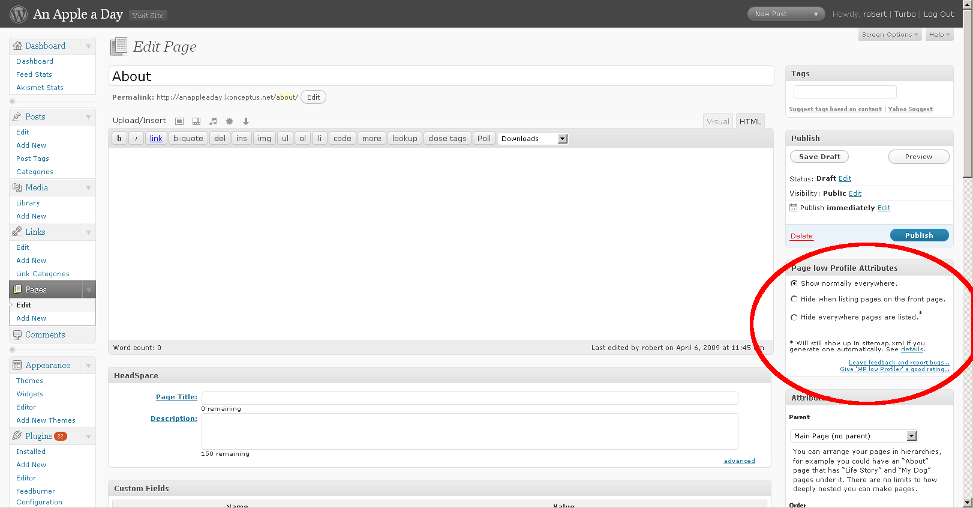 An Apple a Day Visit Site New Post Howdy, robert | Turbo | Log Out
Screen Options Help
Dashboard
Dashboard
Feed Stats
Akismet Stats
Posts
Edit
Add New
Post Tags
Categories
Media
Library
Add New
Links
Edit
Add New
Link Categories
Pages
Edit
Add New
Comments
Appearance
Themes
Widgets
Editor
Add New Themes
Plugins 22
Installed
Add New
Editor
Feedburner
Configuration
Edit Page
About
Permalink: http://anappleaday.konceptus.net/about/ Edit
Upload/Insert Visual HTML
b i link b-quote del ins img ul ol li code more lookup close tags Poll Downloads
Word count: 0 Last edited by robert on April 6, 2009 at 11:45 am
HeadSpace
Page Title:
0 remaining
Description:
150 remaining
advanced
Custom Fields
Name Value
Tags
Suggest tags based on content | Yahoo Suggest
Publish
Save Draft Preview
Status: Draft Edit
Visibility: Public Edit
Publish immediately Edit
Delete Publish
Page low Profile Attributes
Show normally everywhere.
Hide when listing pages on the front page.
Hide everywhere pages are listed.*
* Will still show up in sitemap.xml if you
generate one automatically. See details.
Leave feedback and report bugs...
Give 'WP low Profiler' a good rating...
Attributes
Parent
Main Page (no parent)
You can arrange your pages in hierarchies,
for example you could have an "About"
page that has "Life Story" and "My Dog"
pages under it. There are no limits to how
deeply nested you can make pages.
Order